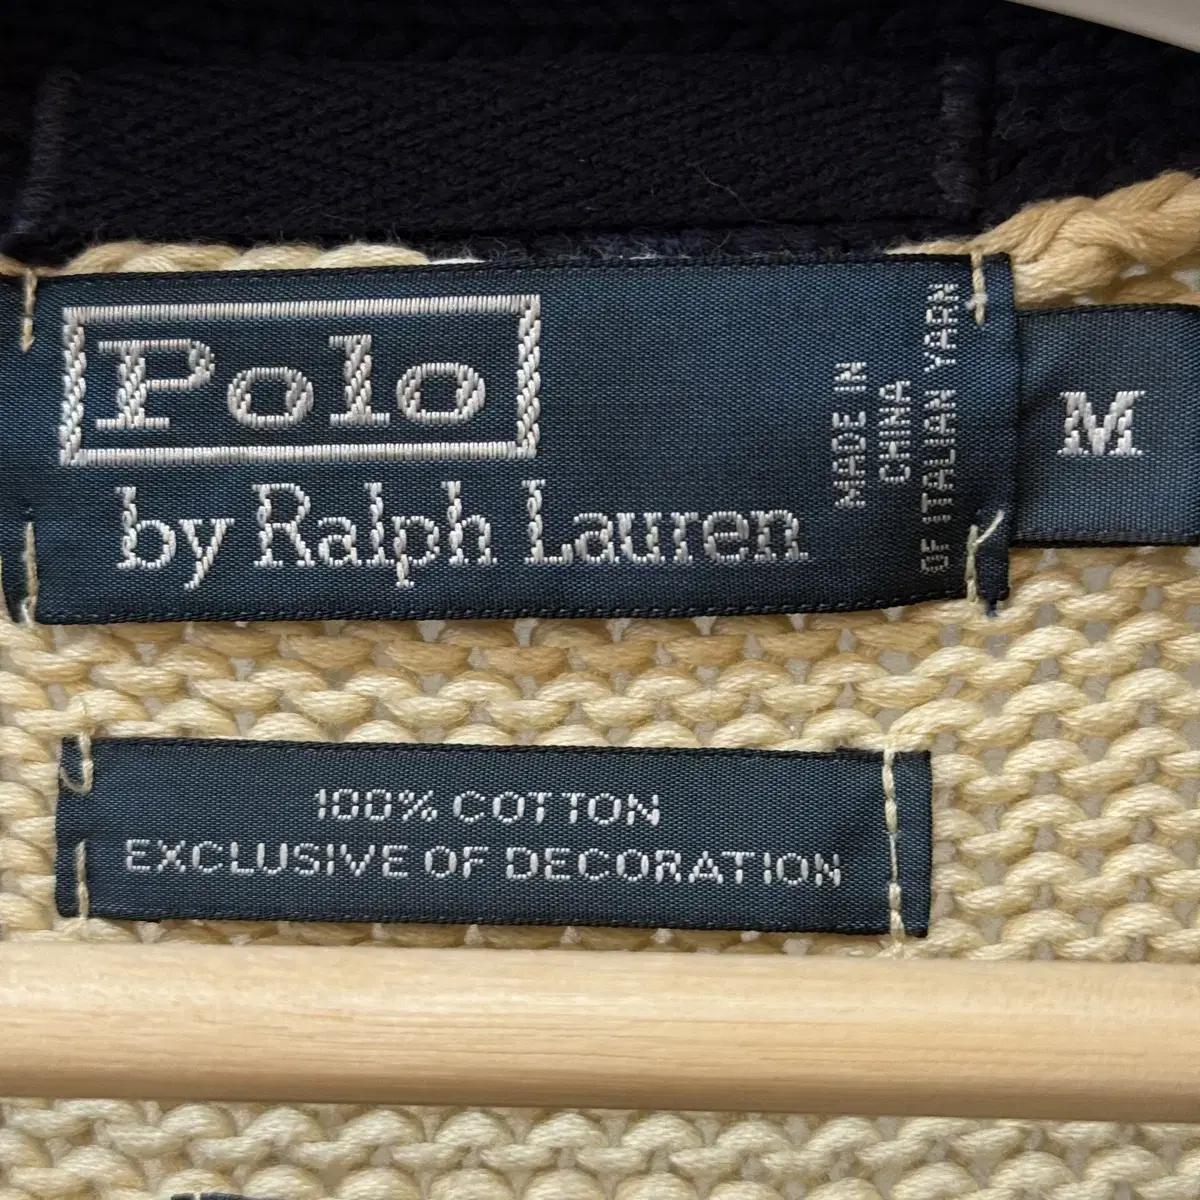 Polo
by Ralph Lauren
MADE IN
CHINA
OF ITALIAN YARN
M
100% COTTON
EXCLUSIVE OF DECORATION